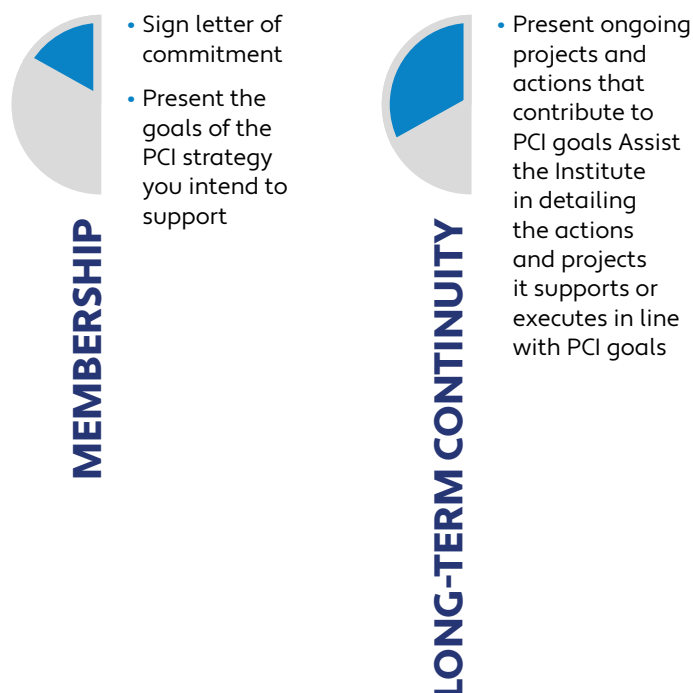 • Sign letter of
commitment
• Present the
goals of the
PCI strategy
you intend to
support
MEMBERSHIP
• Present ongoing
projects and
actions that
contribute to
PCI goals Assist
the Institute
in detailing
the actions
and projects
it supports or
executes in line
with PCI goals
LONG-TERM CONTINUITY